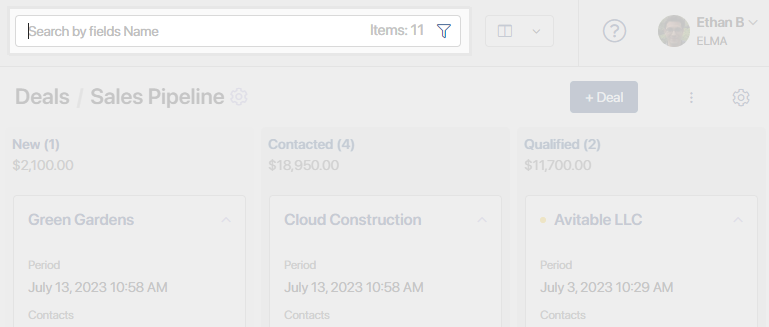 Search by fields Name Items: 11
Ethan B
ELMA
Deals / Sales Pipeline
+ Deal
New (1) Contacted (4) Qualified (2)
$2,100.00 $18,950.00 $11,700.00
Green Gardens Cloud Construction Avitable LLC
Period Period Period
July 13, 2023 10:58 AM July 13, 2023 10:58 AM July 3, 2023 10:29 AM
Contacts Contacts Contacts